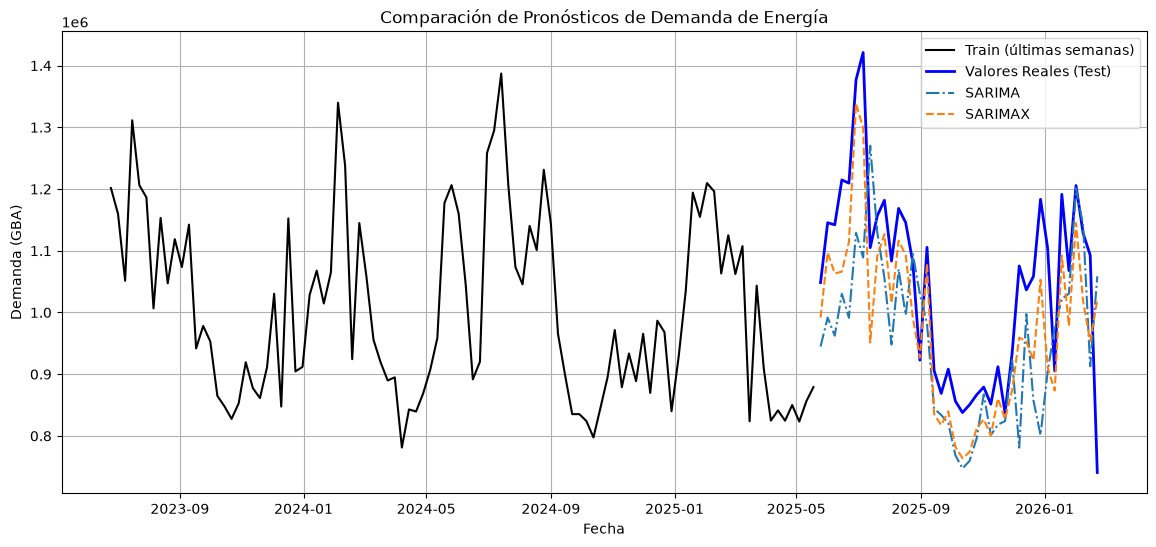 Comparación de Pronósticos de Demanda de Energía
1e6
Train (últimas semanas)
Valores Reales (Test)
SARIMA
SARIMAX
1.4
1.3
1.2
1.1
1.0
0.9
0.8
Demanda (GBA)
2023-09
2024-01
2024-05
2024-09
2025-01
2025-05
2025-09
2026-01
Fecha